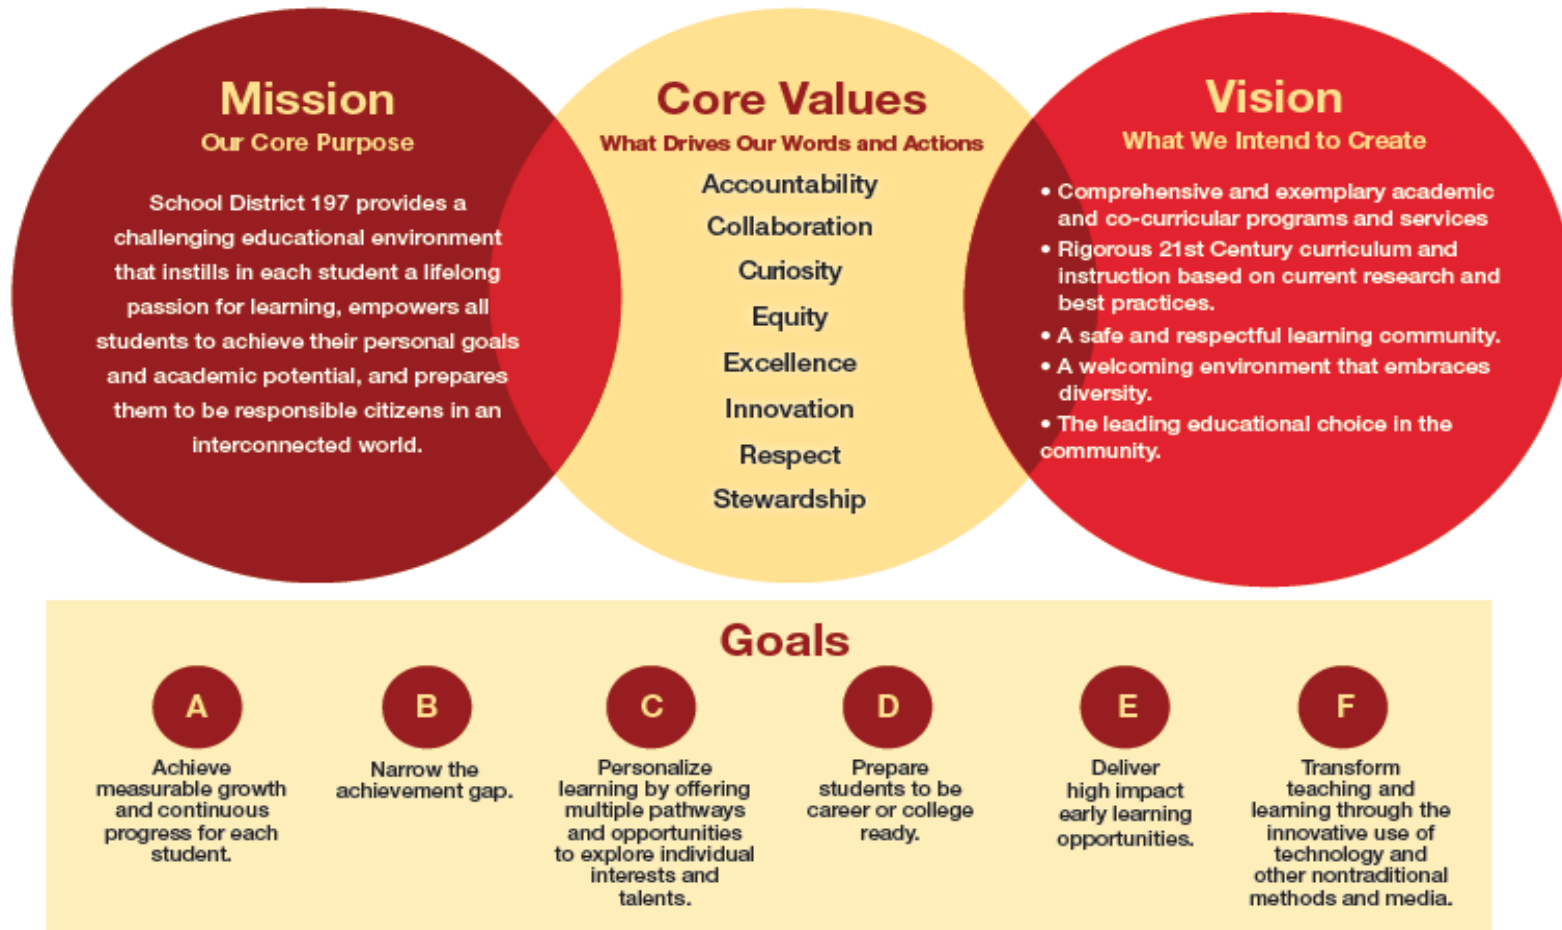 Mission
Our Core Purpose
School District 197 provides a
challenging educational environment
that instills in each student a lifelong
passion for learning, empowers all
students to achieve their personal goals
and academic potential, and prepares
them to be responsible citizens in an
interconnected world.
Core Values
What Drives Our Words and Actions
Accountability
Collaboration
Curiosity
Equity
Excellence
Innovation
Respect
Stewardship
Vision
What We Intend to Create
• Comprehensive and exemplary academic
and co-curricular programs and services
• Rigorous 21st Century curriculum and
instruction based on current research and
best practices.
• A safe and respectful learning community.
• A welcoming environment that embraces
diversity.
• The leading educational choice in the
community.
Goals
A
Achieve
measurable growth
and continuous
progress for each
student.
B
Narrow the
achievement gap.
C
Personalize
learning by offering
multiple pathways
and opportunities
to explore individual
interests and
talents.
D
Prepare
students to be
career or college
ready.
E
Deliver
high impact
early learning
opportunities.
F
Transform
teaching and
learning through the
innovative use of
technology and
other nontraditional
methods and media.